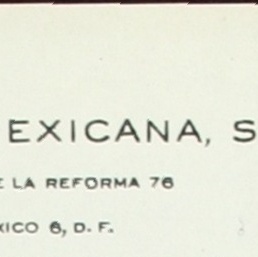 EXICANA, S
E LA REFORMA 76
XICO 6, D. F.